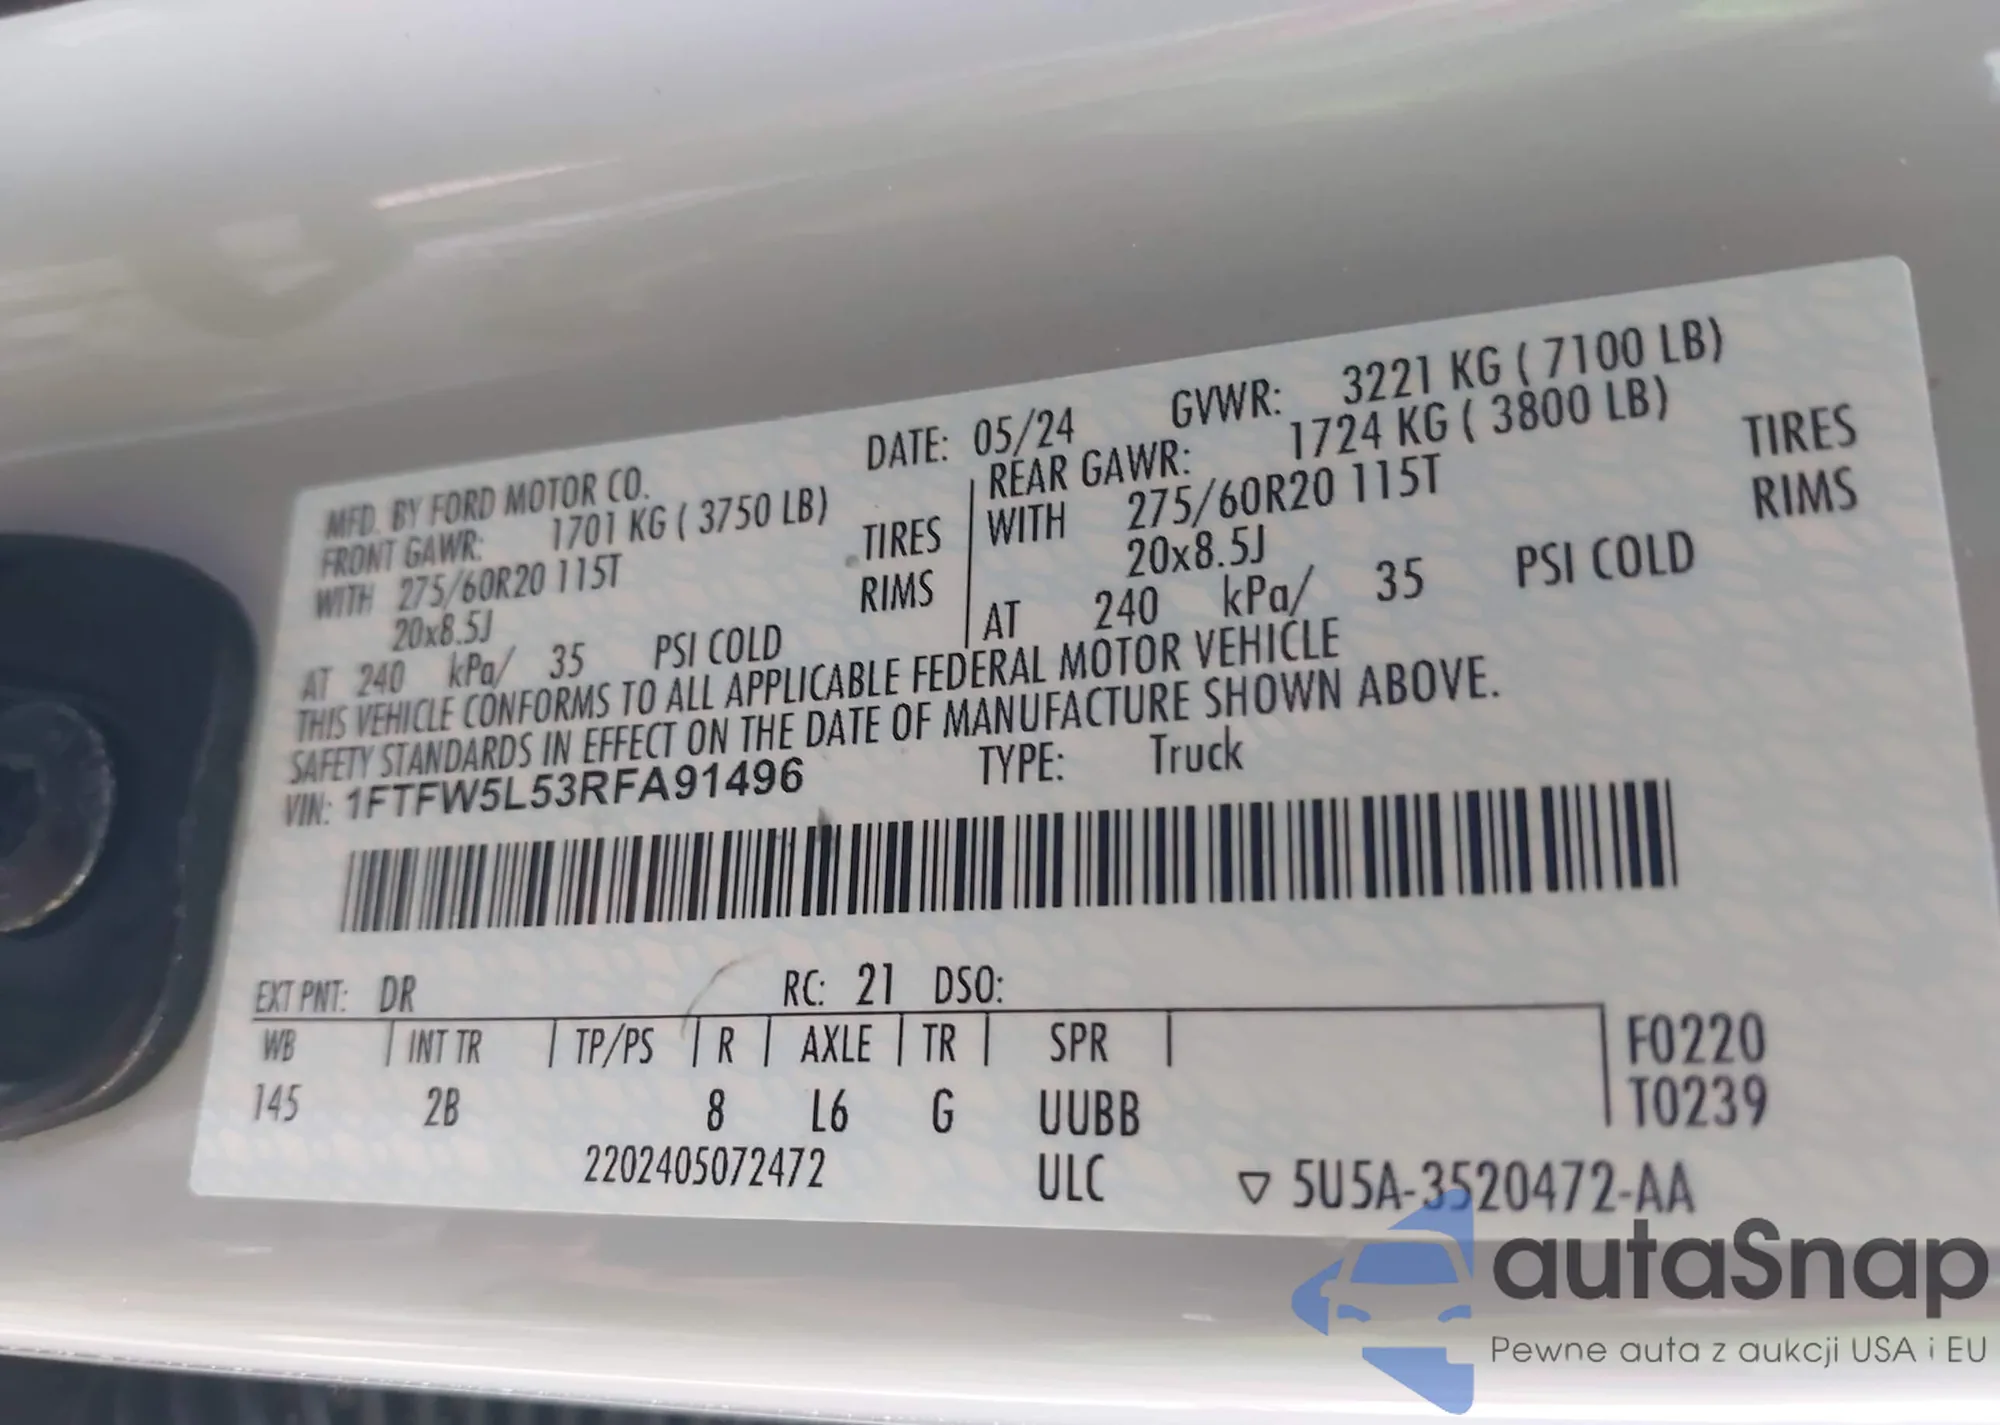 MFD. BY FORD MOTOR CO.
DATE: 05/24
GVWR: 3221 KG ( 7100 LB)
FRONT GAWR: 1701 KG ( 3750 LB)
REAR GAWR: 1724 KG ( 3800 LB)
WITH 275/60R20 115T TIRES
WITH 275/60R20 115T TIRES
20x8.5J RIMS
20x8.5J RIMS
AT 240 kPa/ 35 PSI COLD
AT 240 kPa/ 35 PSI COLD
THIS VEHICLE CONFORMS TO ALL APPLICABLE FEDERAL MOTOR VEHICLE
SAFETY STANDARDS IN EFFECT ON THE DATE OF MANUFACTURE SHOWN ABOVE.
VIN: 1FTFW5L53RFA91496 TYPE: Truck
EXT PNT: DR RC: 21 DSO:
WB INT TR TP/PS R AXLE TR SPR
F0220
145 2B 8 L6 G UUBB
T0239
2202405072472 ULC ▽ 5U5A-3520472-AA
autaSnap
Pewne auta z aukcji USA i EU